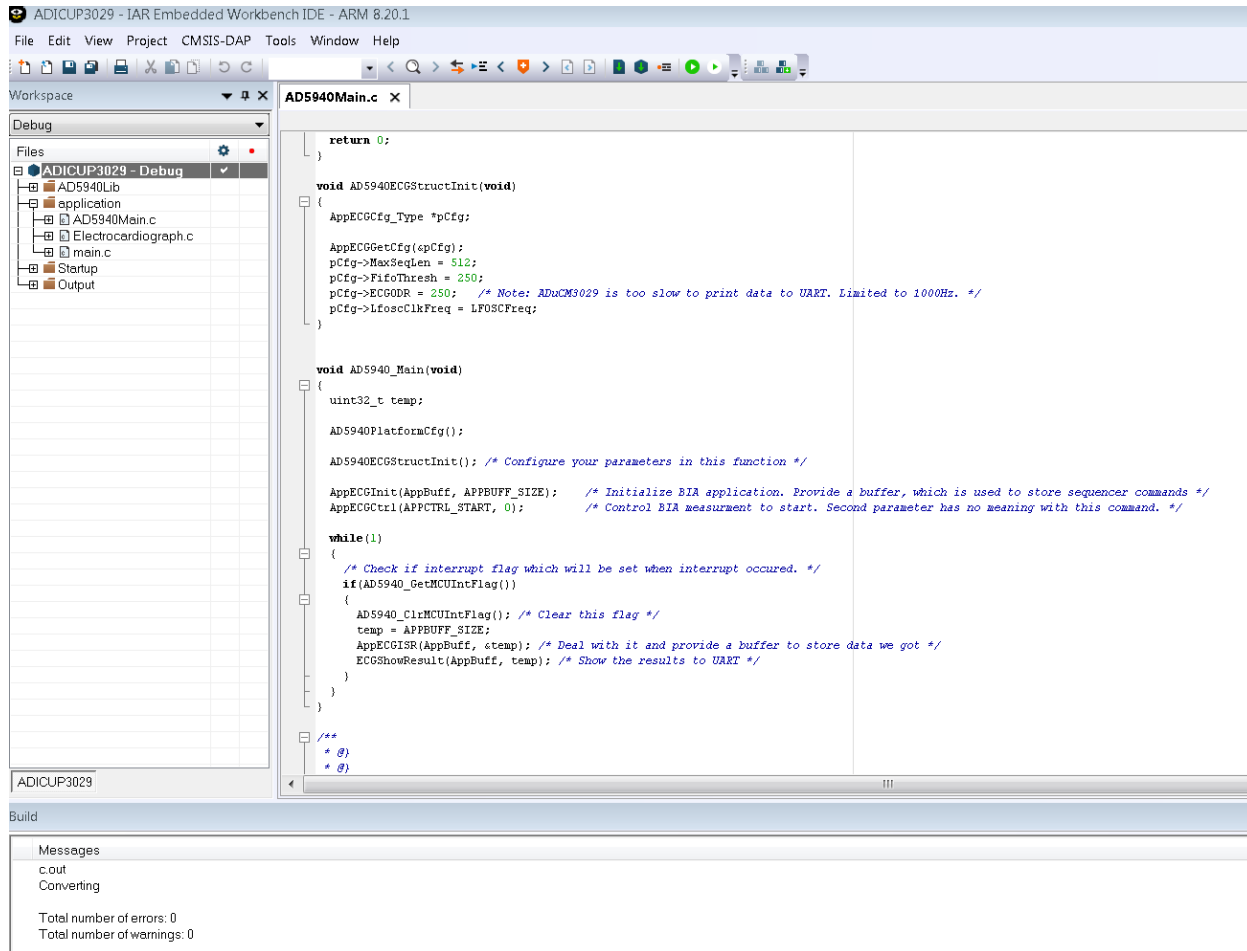 ADICUP3029 - IAR Embedded Workbench IDE - ARM 8.20.1
File Edit View Project CMSIS-DAP Tools Window Help
Workspace
Debug
Files
ADICUP3029 - Debug
AD5940Lib
application
AD5940Main.c
Electrocardiograph.c
main.c
Startup
Output
ADICUP3029
AD5940Main.c
return 0;
}
void AD5940ECGStructInit(void)
{
AppECGCfg_Type *pCfg;
AppECGGetCfg(&pCfg);
pCfg->MaxSeqLen = 512;
pCfg->FifoThresh = 250;
pCfg->ECGODR = 250; /* Note: ADuCM3029 is too slow to print data to UART. Limited to 1000Hz. */
pCfg->LfoscClkFreq = LFOSCFreq;
}
void AD5940_Main(void)
{
uint32_t temp;
AD5940PlatformCfg();
AD5940ECGStructInit(); /* Configure your parameters in this function */
AppECGInit(AppBuff, APPBUFF_SIZE); /* Initialize BIA application. Provide a buffer, which is used to store sequencer commands */
AppECGCtrl(APPCTRL_START, 0); /* Control BIA measurment to start. Second parameter has no meaning with this command. */
while(1)
{
/* Check if interrupt flag which will be set when interrupt occured. */
if(AD5940_GetMCUIntFlag())
{
AD5940_ClrMCUIntFlag(); /* Clear this flag */
temp = APPBUFF_SIZE;
AppECGISR(AppBuff, &temp); /* Deal with it and provide a buffer to store data we got */
ECGShowResult(AppBuff, temp); /* Show the results to UART */
}
}
}
/**
* @}
* @}
Build
Messages
c.out
Converting
Total number of errors: 0
Total number of warnings: 0